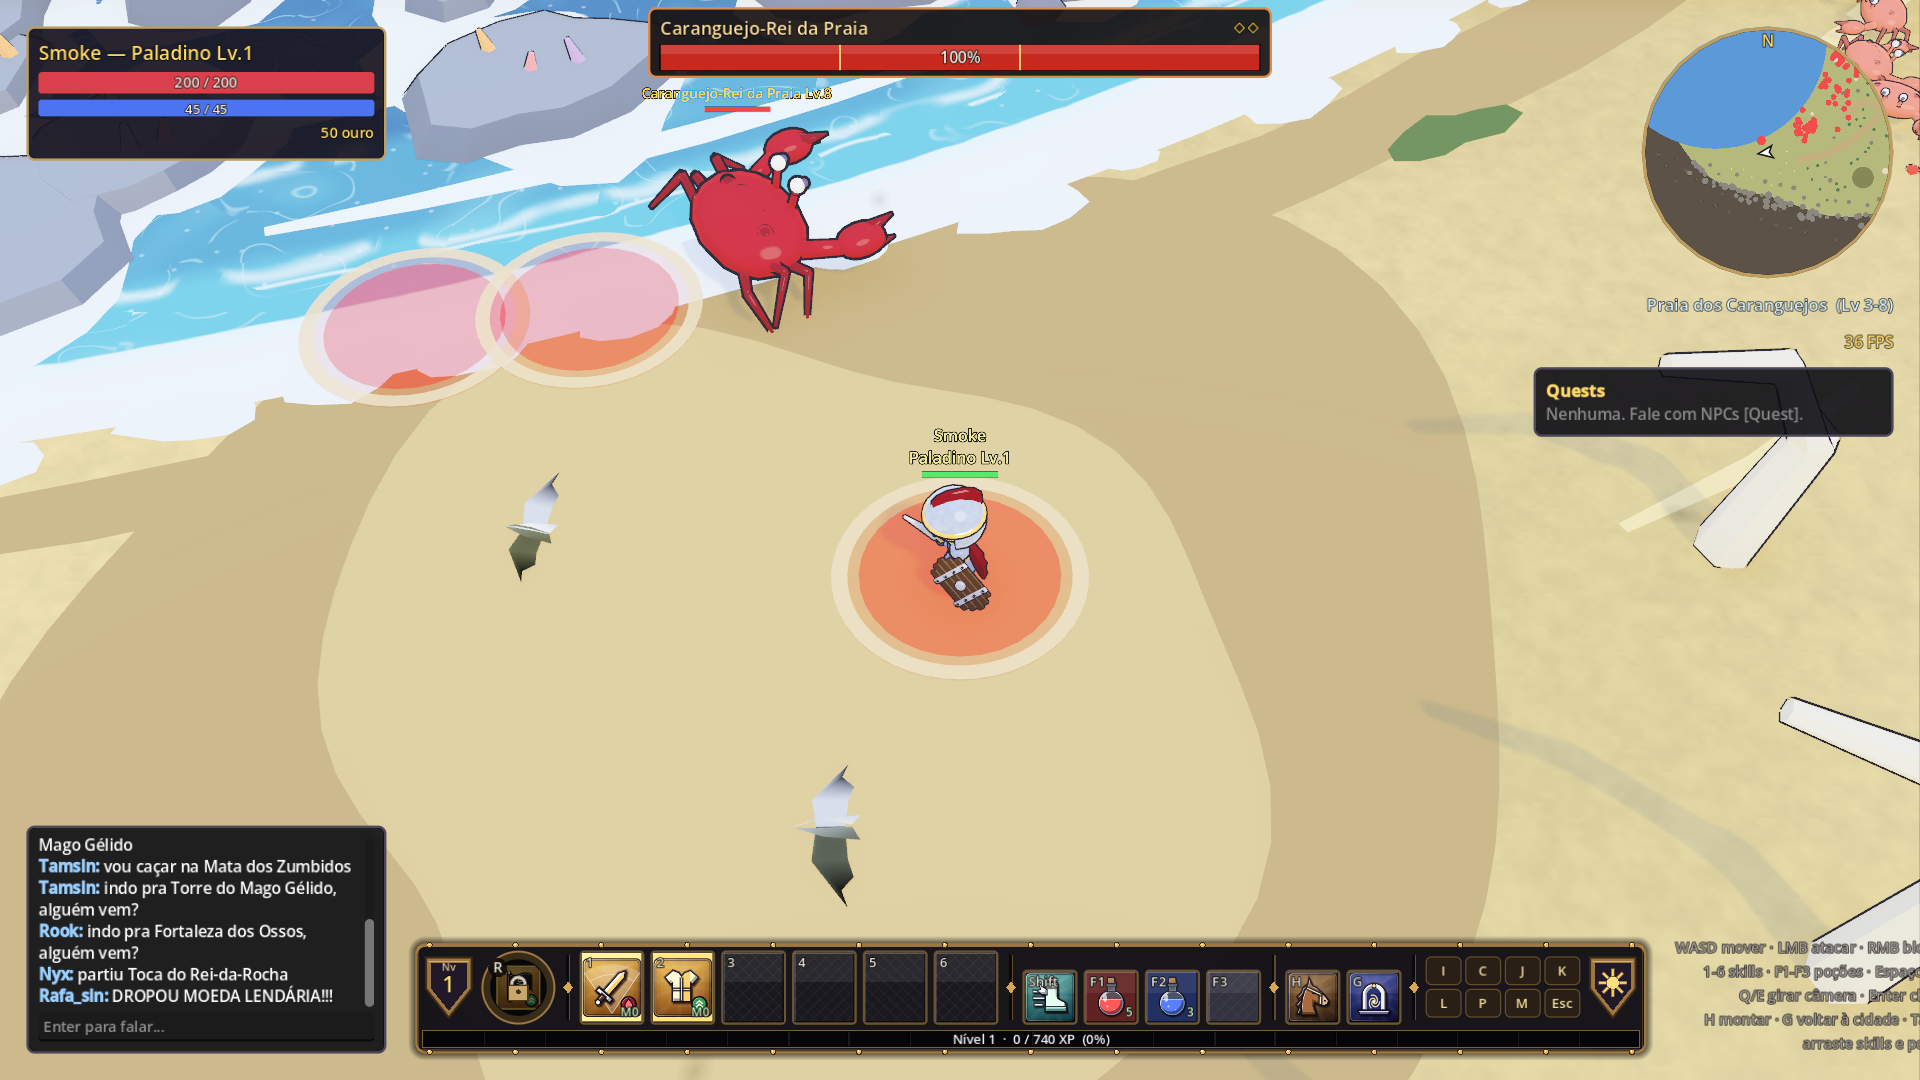 Smoke — Paladino Lv.1
200 / 200
45 / 45
50 ouro
Caranguejo-Rei da Praia
100%
Caranguejo-Rei da Praia Lv.8
N
Praia dos Caranguejos (Lv 3-8)
36 FPS
Quests
Nenhuma. Fale com NPCs [Quest].
Smoke
Paladino Lv.1
Mago Gélido
Tamsin: vou caçar na Mata dos Zumbidos
Tamsin: indo pra Torre do Mago Gélido,
alguém vem?
Rook: indo pra Fortaleza dos Ossos,
alguém vem?
Nyx: partiu Toca do Rei-da-Rocha
Rafa_sin: DROPOU MOEDA LENDÁRIA!!!
Enter para falar...
Nv
1
R
1
M0
2
M0
3
4
5
6
Shift
F1
5
F2
3
F3
H
G
I
C
J
K
L
P
M
Esc
Nível 1 · 0 / 740 XP (0%)
WASD mover · LMB atacar · RMB
1-6 skills · F1-F3 poções ·
Q/E girar câmera · Enter
H montar · G voltar à cidade ·
arraste skills e